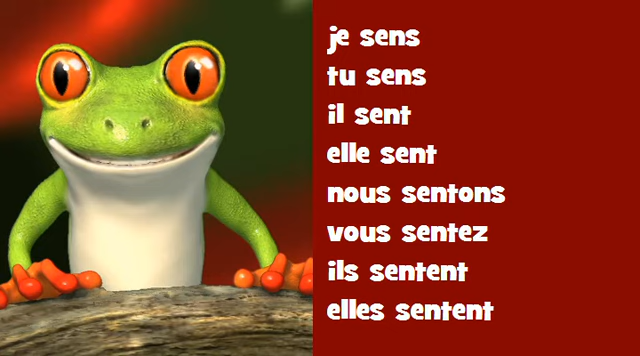 je sens
tu sens
il sent
elle sent
nous sentons
vous sentez
ils sentent
elles sentent